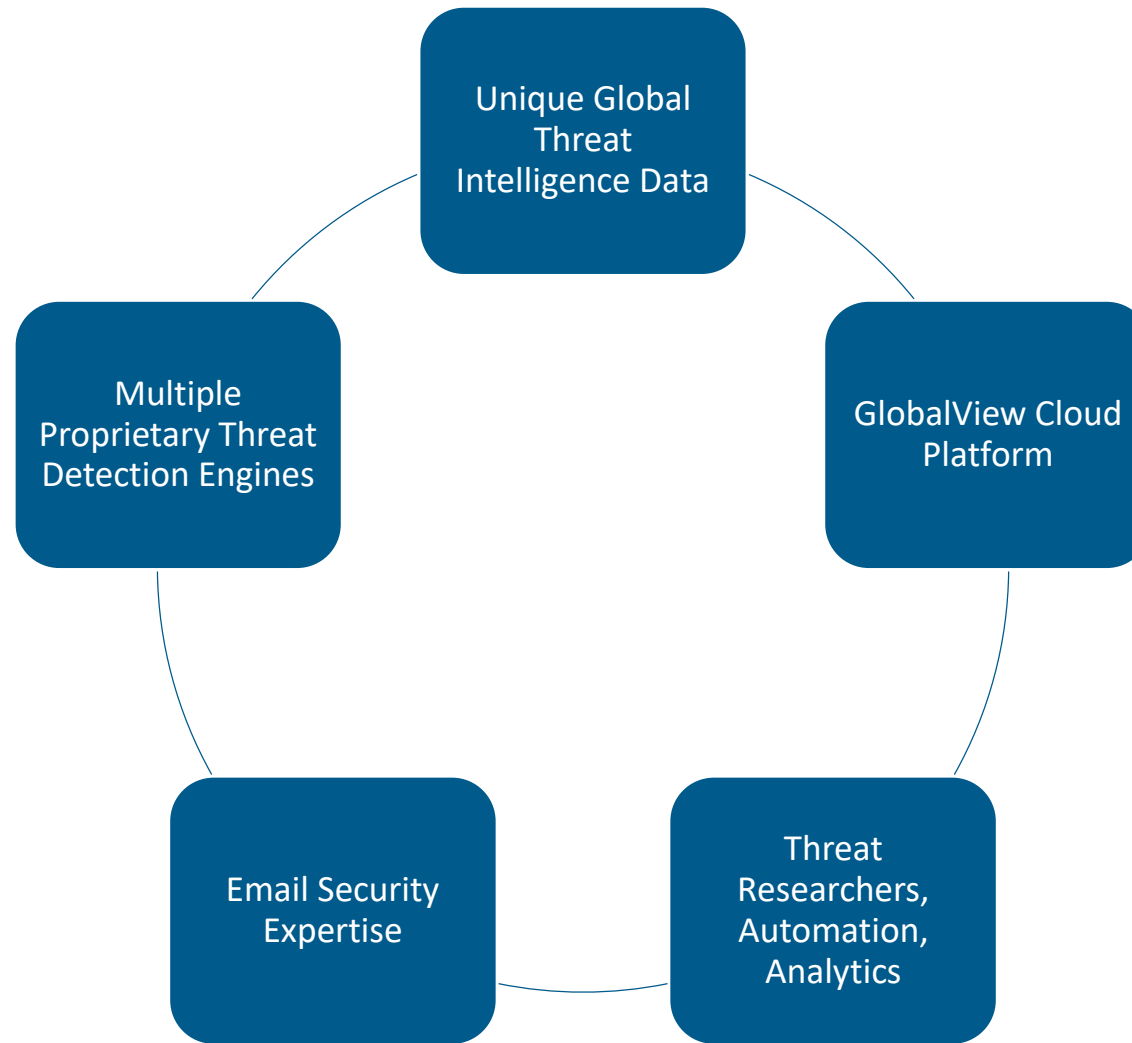 Unique Global
Threat
Intelligence Data
Multiple
Proprietary Threat
Detection Engines
GlobalView Cloud
Platform
Email Security
Expertise
Threat
Researchers,
Automation,
Analytics